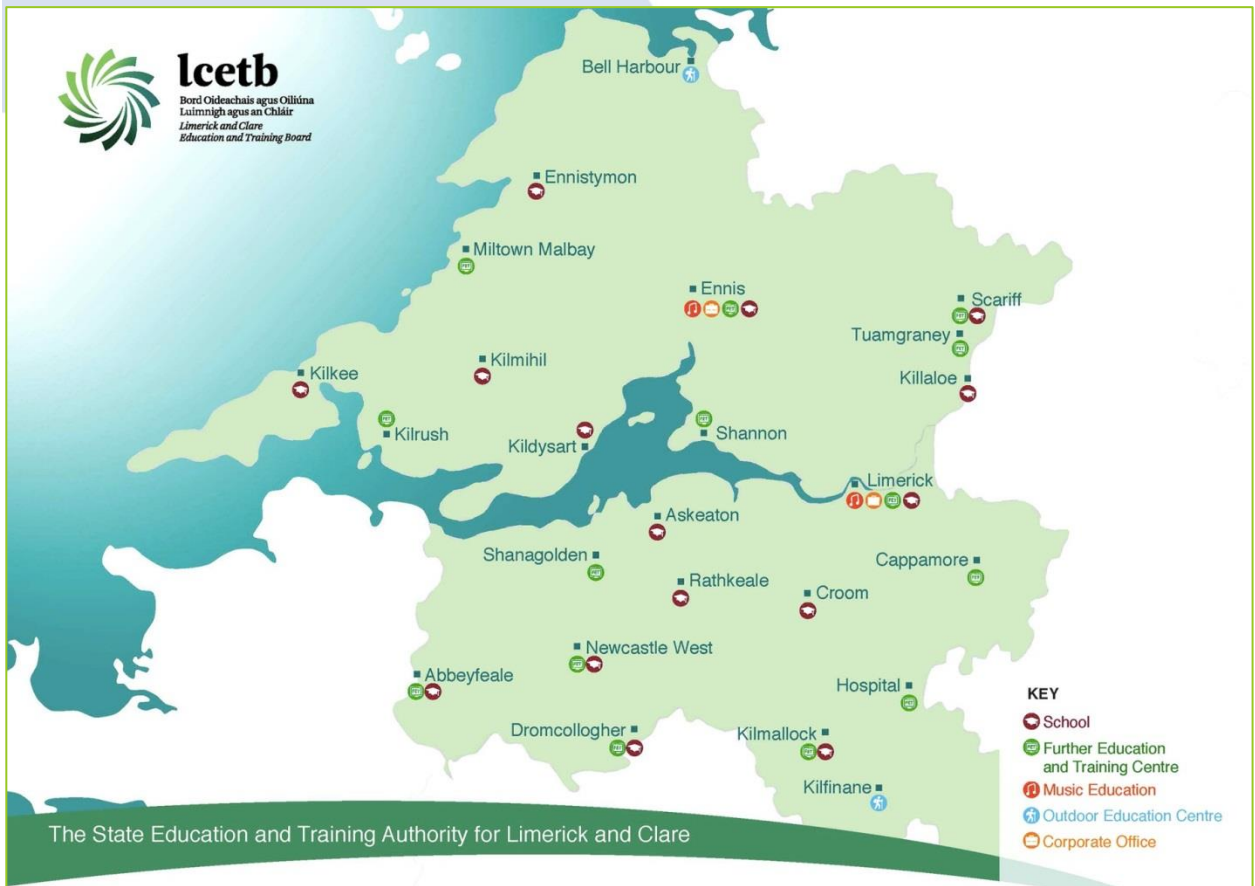 lcetb
Bord Oideachais agus Oiliúna
Luimnigh agus an Chláir
Limerick and Clare
Education and Training Board
Bell Harbour
Ennistymon
Miltown Malbay
Ennis
Scariff
Tuamgraney
Kilmihil
Kilkee
Killaloe
Kilrush
Kildysart
Shannon
Limerick
Askeaton
Shanagolden
Cappamore
Rathkeale
Croom
Newcastle West
Abbeyfeale
Hospital
Dromcollogher
Kilmallock
Kilfinane
KEY
School
Further Education
and Training Centre
Music Education
Outdoor Education Centre
Corporate Office
The State Education and Training Authority for Limerick and Clare